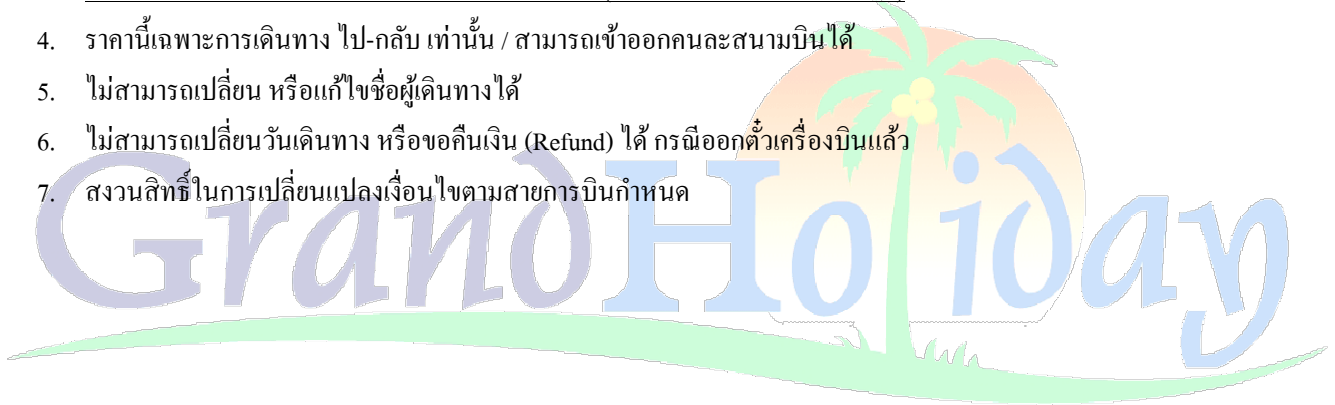 4. ราคานี้เฉพาะการเดินทาง ไป-กลับ เท่านั้น / สามารถเข้าออกคนละสนามบินได้
5. ไม่สามารถเปลี่ยน หรือแก้ไขชื่อผู้เดินทางได้
6. ไม่สามารถเปลี่ยนวันเดินทาง หรือขอคืนเงิน (Refund) ได้ กรณีออกตั๋วเครื่องบินแล้ว
7. สงวนสิทธิ์ในการเปลี่ยนแปลงเงื่อนไขตามสายการบินกำหนด
GrandHoliday